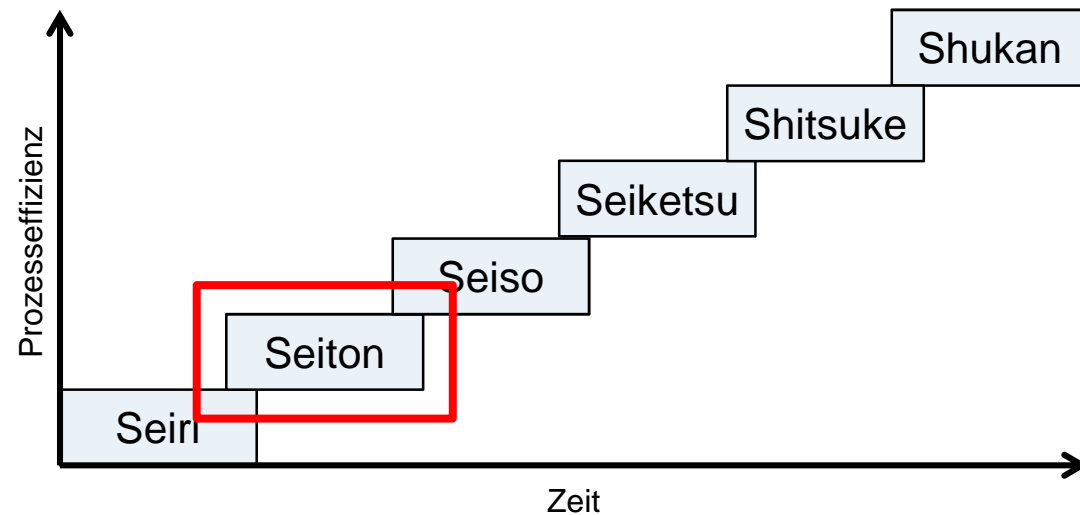 Shukan
Shitsuke
Seiketsu
Seiso
Seiton
Seiri
Prozesseffizienz
Zeit